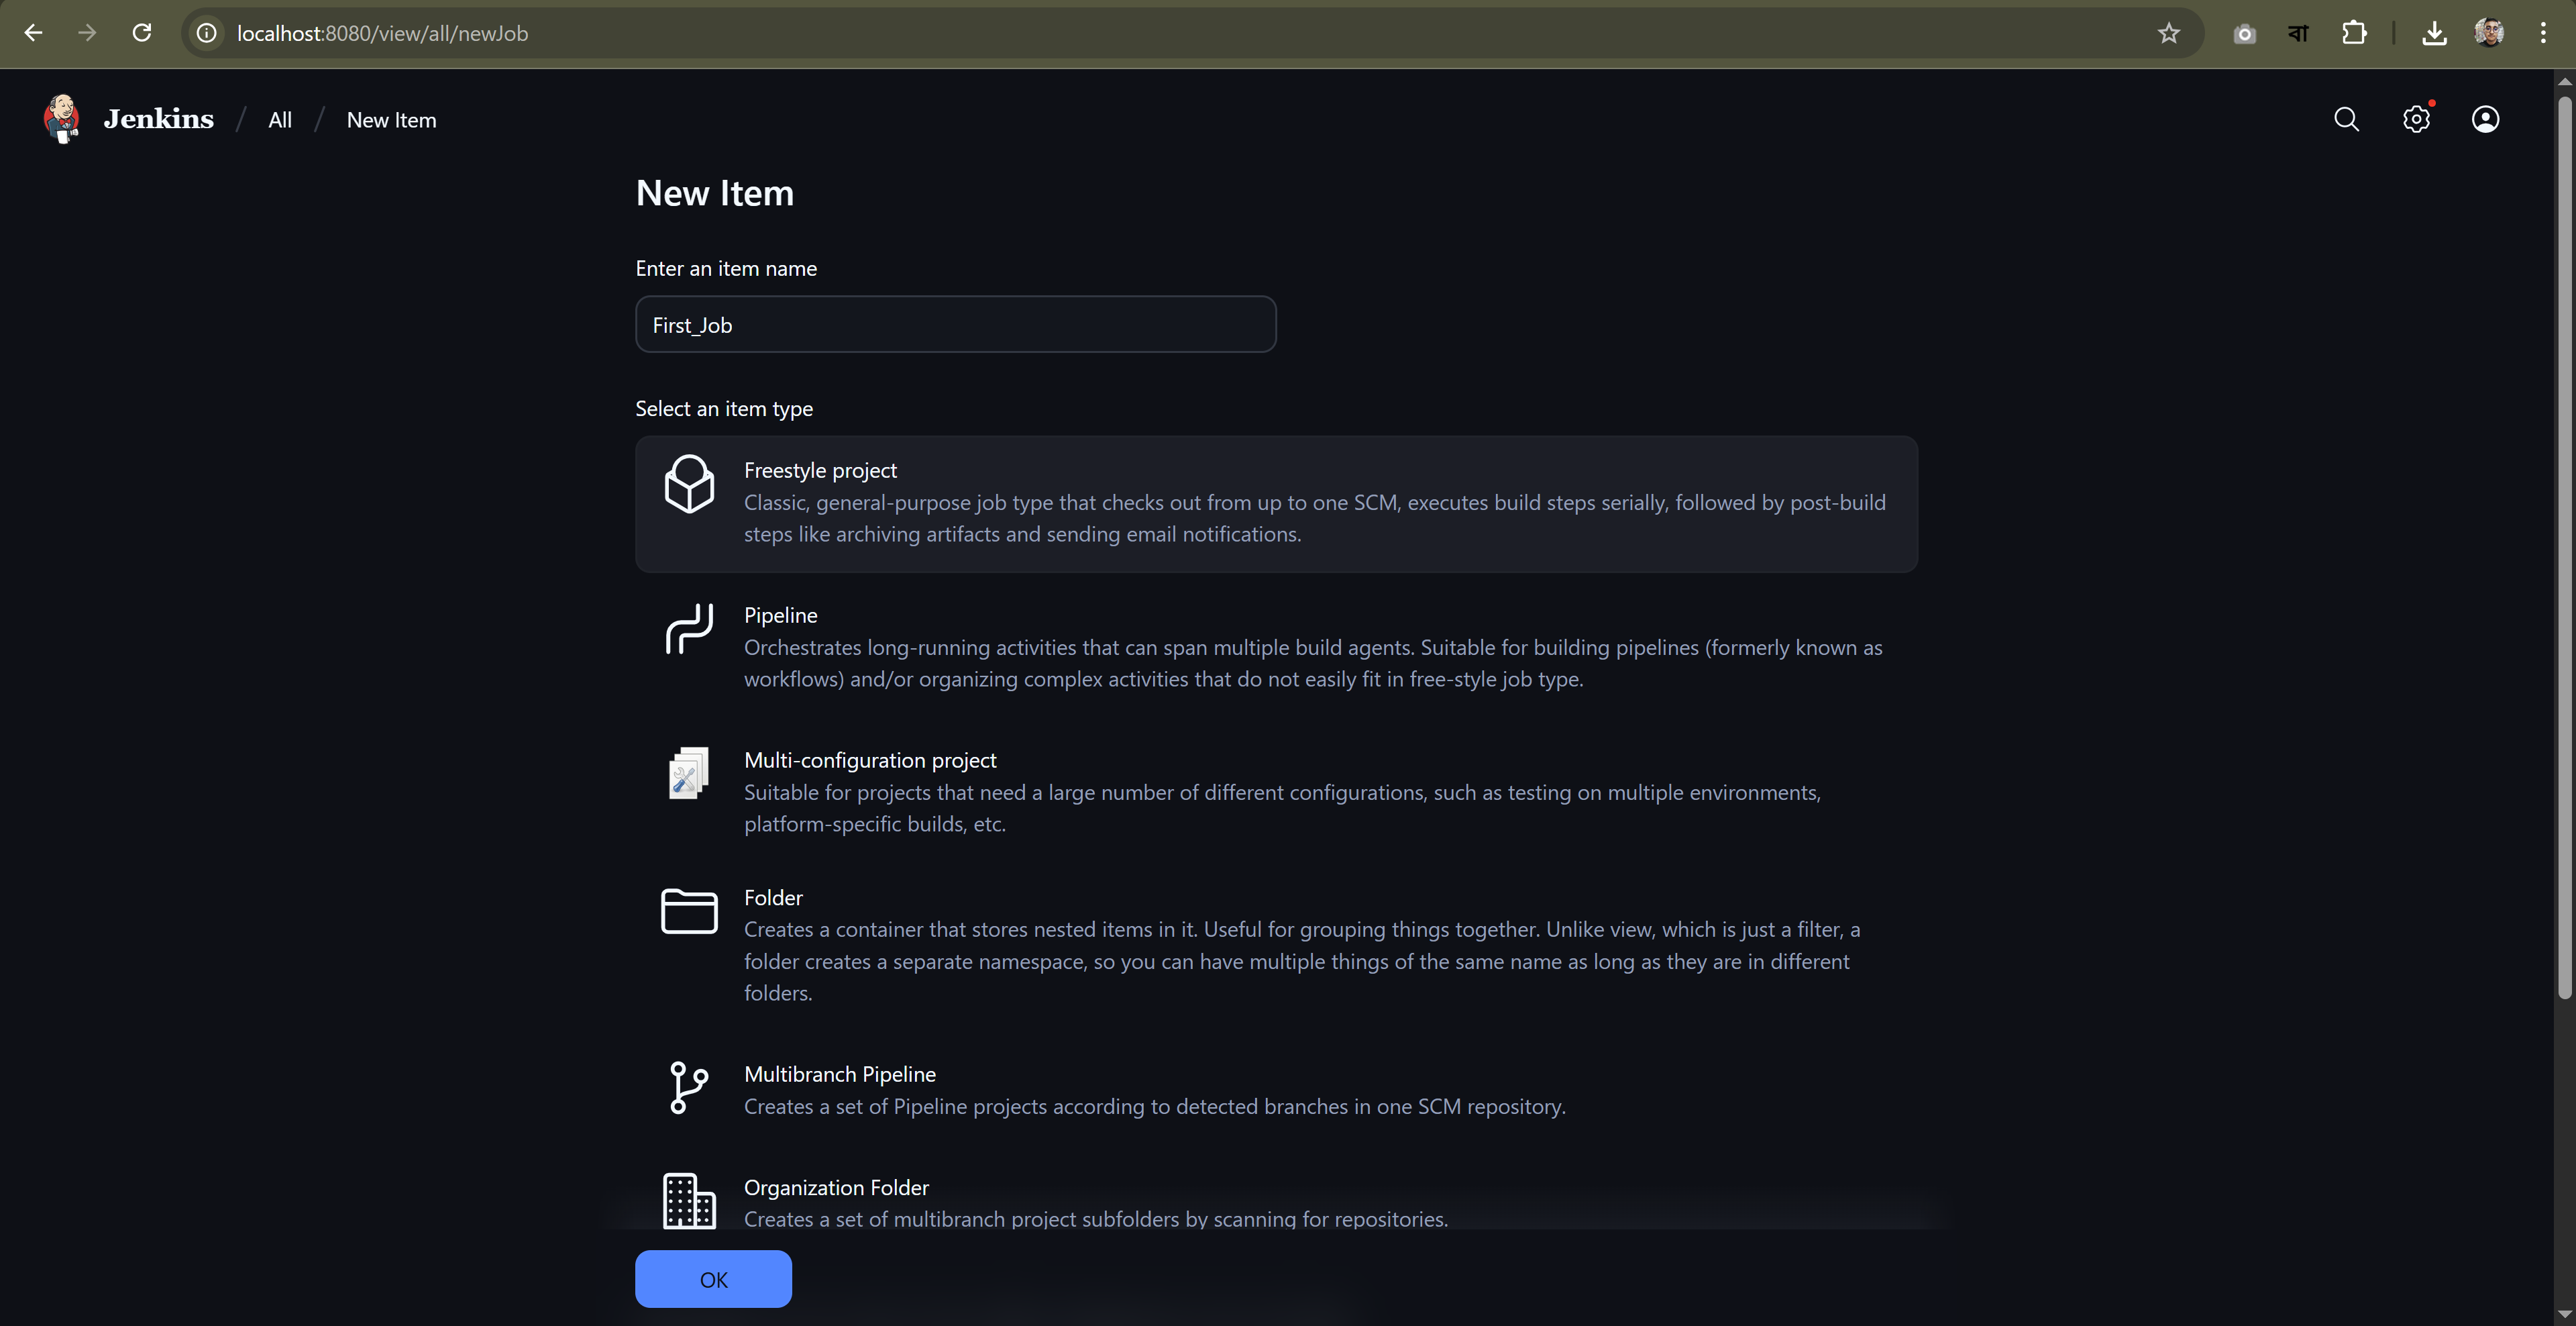 localhost:8080/view/all/newJob
বা
Jenkins / All / New Item
New Item
Enter an item name
First_Job
Select an item type
Freestyle project
Classic, general-purpose job type that checks out from up to one SCM, executes build steps serially, followed by post-build
steps like archiving artifacts and sending email notifications.
Pipeline
Orchestrates long-running activities that can span multiple build agents. Suitable for building pipelines (formerly known as
workflows) and/or organizing complex activities that do not easily fit in free-style job type.
Multi-configuration project
Suitable for projects that need a large number of different configurations, such as testing on multiple environments,
platform-specific builds, etc.
Folder
Creates a container that stores nested items in it. Useful for grouping things together. Unlike view, which is just a filter, a
folder creates a separate namespace, so you can have multiple things of the same name as long as they are in different
folders.
Multibranch Pipeline
Creates a set of Pipeline projects according to detected branches in one SCM repository.
Organization Folder
Creates a set of multibranch project subfolders by scanning for repositories.
OK